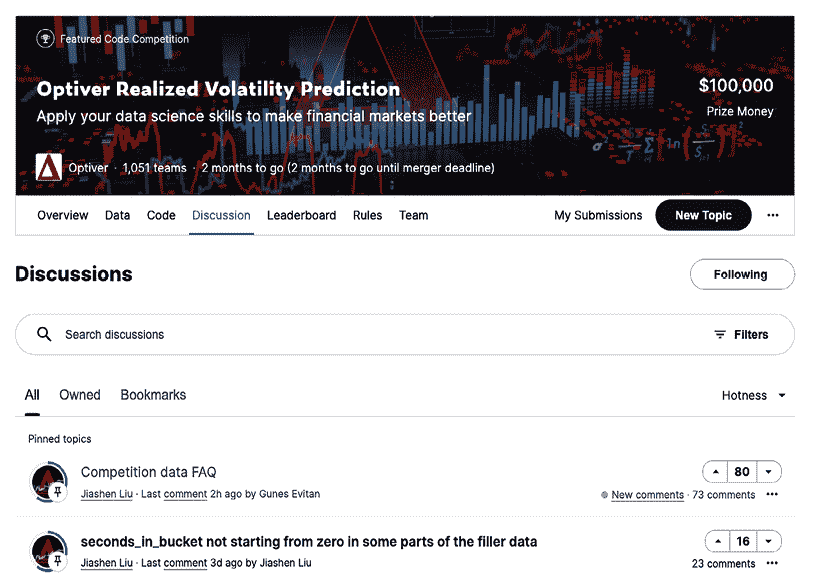 Featured Code Competition
Optiver Realized Volatility Prediction
$100,000
Apply your data science skills to make financial markets better
Prize Money
Optiver · 1,051 teams · 2 months to go (2 months to go until merger deadline)
Overview Data Code Discussion Leaderboard Rules Team My Submissions New Topic ···
Discussions
Following
Search discussions Filters
All Owned Bookmarks Hotness
Pinned topics
Competition data FAQ 80
Jiashen Liu · Last comment 2h ago by Gunes Evitan New comments · 73 comments ···
seconds_in_bucket not starting from zero in some parts of the filler data 16
Jiashen Liu · Last comment 3d ago by Jiashen Liu 23 comments ···